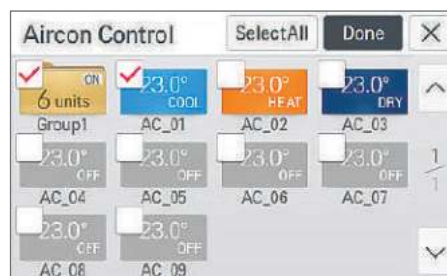 Aircon Control SelectAll Done
ON
6 units
23.0° COOL
23.0° HEAT
23.0° DRY
Group1 AC_01 AC_02 AC_03
23.0° OFF
23.0° OFF
23.0° OFF
23.0° OFF
AC_04 AC_05 AC_06 AC_07
1/1
23.0° OFF
23.0° OFF
AC_08 AC_09